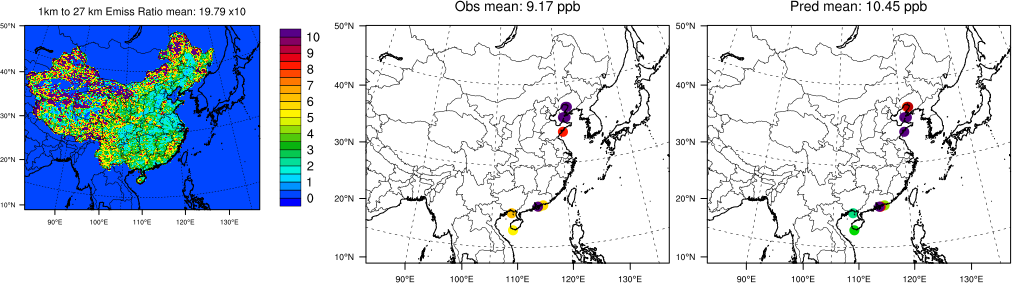 1km to 27 km Emiss Ratio mean: 19.79 x10
50°N
40°N
30°N
20°N
10°N
90°E 100°E 110°E 120°E 130°E
10
9
8
7
6
5
4
3
2
1
0
Obs mean: 9.17 ppb
50°N
40°N
30°N
20°N
10°N
90°E 100°E 110°E 120°E 130°E
Pred mean: 10.45 ppb
50°N
40°N
30°N
20°N
10°N
90°E 100°E 110°E 120°E 130°E